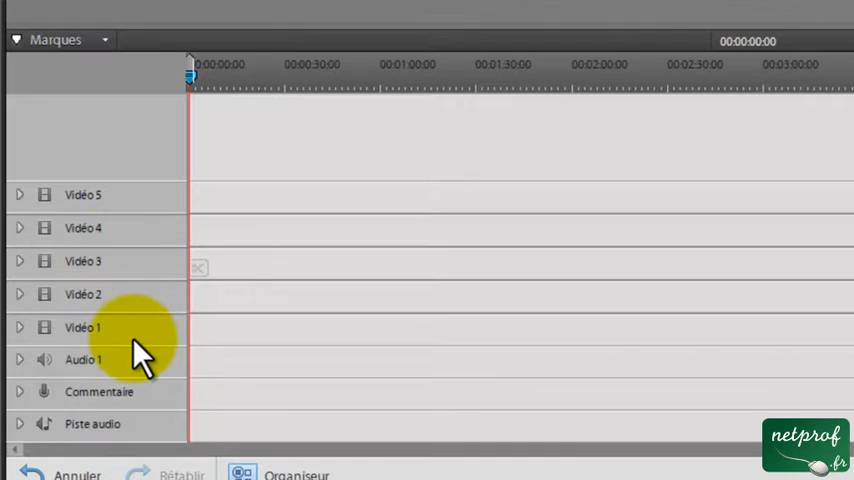 Marques
00:00:00:00
0:00:00:00 00:00:30:00 00:01:00:00 00:01:30:00 00:02:00:00 00:02:30:00 00:03:00:00
Vidéo 5
Vidéo 4
Vidéo 3
Vidéo 2
Vidéo 1
Audio 1
Commentaire
Piste audio
Annuler Rétablir Organiseur
netprof
.fr